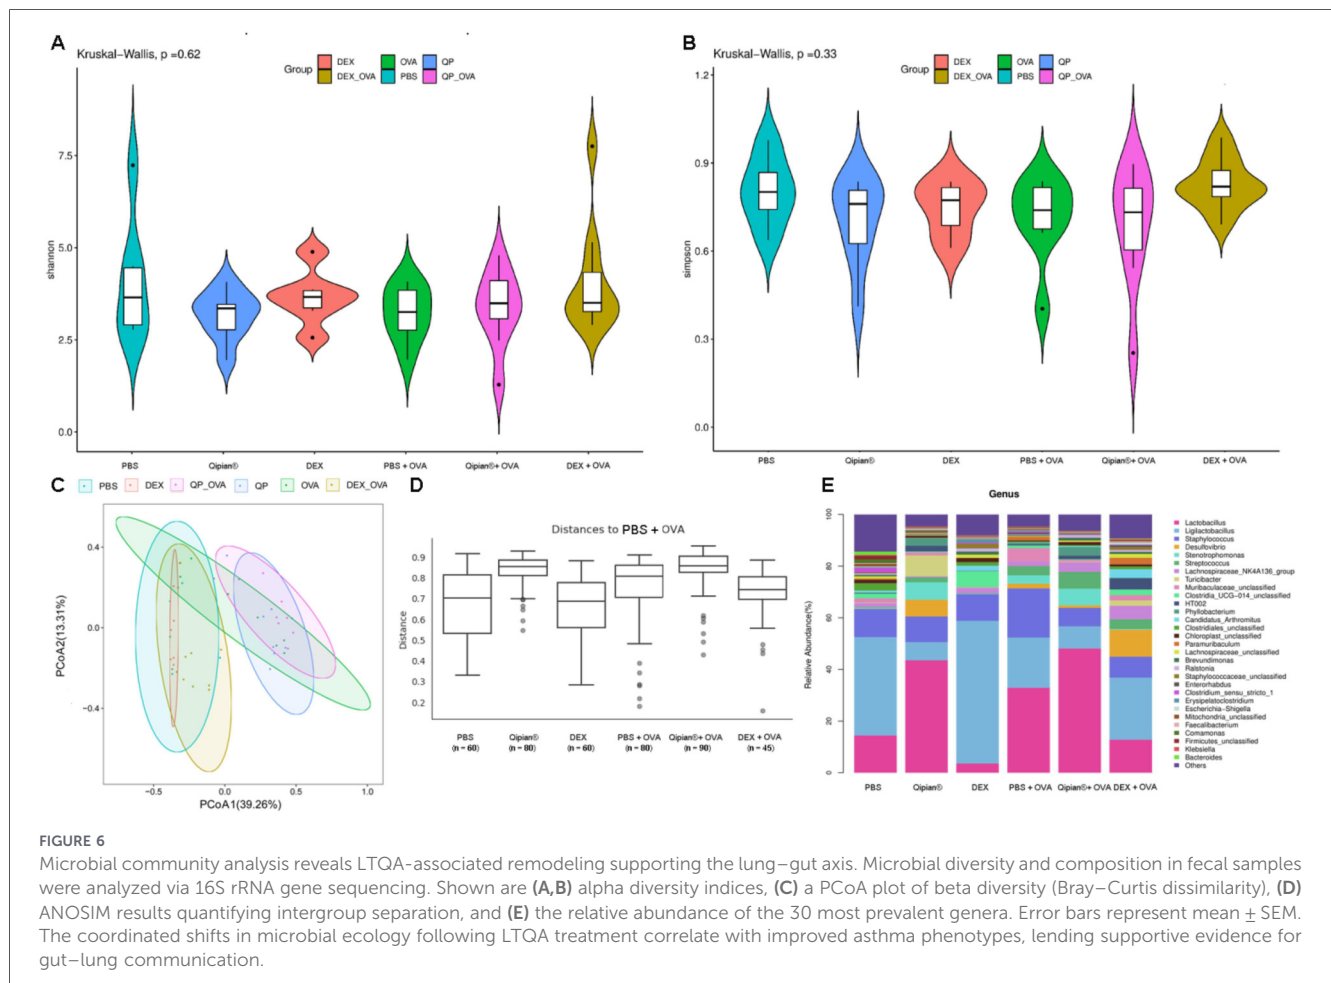 A
Kruskal−Wallis, p =0.62
Group
DEX
OVA
QP
DEX_OVA
PBS
QP_OVA
shannon
7.5
5.0
2.5
0.0
PBS
Qipian®
DEX
PBS + OVA
Qipian®+ OVA
DEX + OVA
B
Kruskal−Wallis, p =0.33
Group
DEX
OVA
QP
DEX_OVA
PBS
QP_OVA
simpson
1.2
0.9
0.6
0.3
0.0
PBS
Qipian®
DEX
PBS + OVA
Qipian®+ OVA
DEX + OVA
C
PBS
DEX
QP_OVA
QP
OVA
DEX_OVA
PCoA2(13.31%)
0.4
0.0
−0.4
−0.5
0.0
0.5
1.0
PCoA1(39.26%)
D
Distances to PBS + OVA
Distance
0.9
0.8
0.7
0.6
0.5
0.4
0.3
0.2
PBS
(n = 60)
Qipian®
(n = 80)
DEX
(n = 60)
PBS + OVA
(n = 80)
Qipian®+ OVA
(n = 90)
DEX + OVA
(n = 45)
E
Genus
Relative Abundance(%)
100
80
60
40
20
0
PBS
Qipian®
DEX
PBS + OVA
Qipian®+ OVA
DEX + OVA
Lactobacillus
Ligilactobacillus
Staphylococcus
Desulfovibrio
Stenotrophomonas
Streptococcus
Lachnospiraceae_NK4A136_group
Turicibacter
Muribaculaceae_unclassified
Clostridia_UCG−014_unclassified
HT002
Phyllobacterium
Candidatus_Arthromitus
Clostridiales_unclassified
Chloroplast_unclassified
Paramuribaculum
Lachnospiraceae_unclassified
Brevundimonas
Ralstonia
Staphylococcaceae_unclassified
Enterorhabdus
Clostridium_sensu_stricto_1
Erysipelatoclostridium
Escherichia−Shigella
Mitochondria_unclassified
Faecalibacterium
Comamonas
Firmicutes_unclassified
Klebsiella
Bacteroides
Others
FIGURE 6
Microbial community analysis reveals LTQA-associated remodeling supporting the lung–gut axis. Microbial diversity and composition in fecal samples
were analyzed via 16S rRNA gene sequencing. Shown are (A,B) alpha diversity indices, (C) a PCoA plot of beta diversity (Bray–Curtis dissimilarity), (D)
ANOSIM results quantifying intergroup separation, and (E) the relative abundance of the 30 most prevalent genera. Error bars represent mean ± SEM.
The coordinated shifts in microbial ecology following LTQA treatment correlate with improved asthma phenotypes, lending supportive evidence for
gut–lung communication.